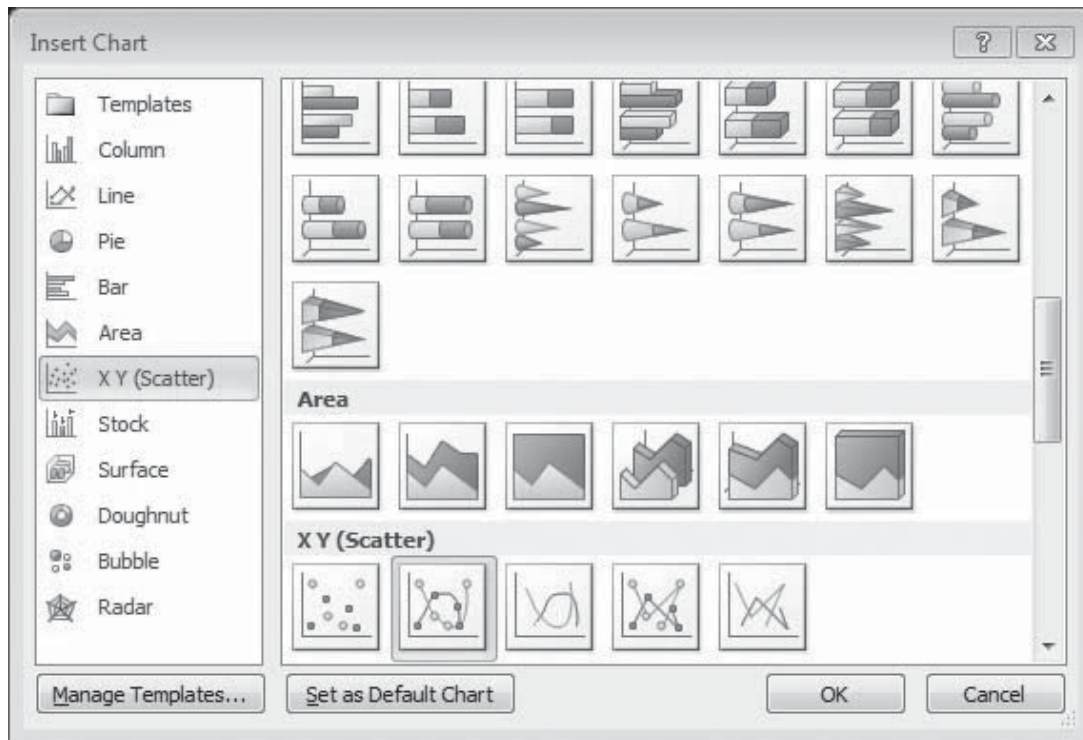 Insert Chart
Templates
Column
Line
Pie
Bar
Area
X Y (Scatter)
Stock
Surface
Doughnut
Bubble
Radar
Area
X Y (Scatter)
Manage Templates...
Set as Default Chart
OK
Cancel